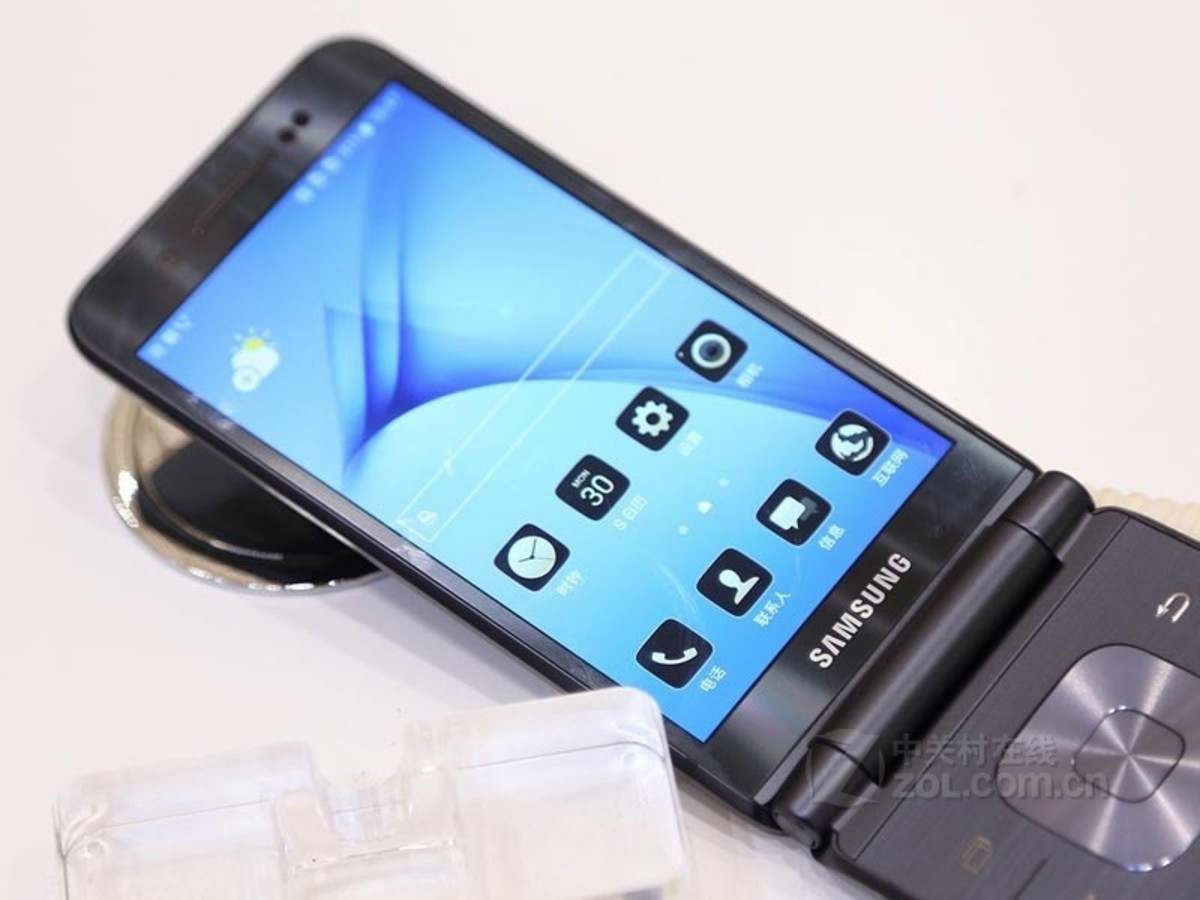 相机
设置
MON
30
S 日历
时钟
互联网
信息
联系人
电话
SAMSUNG
中关村在线
ZOL.com.cn